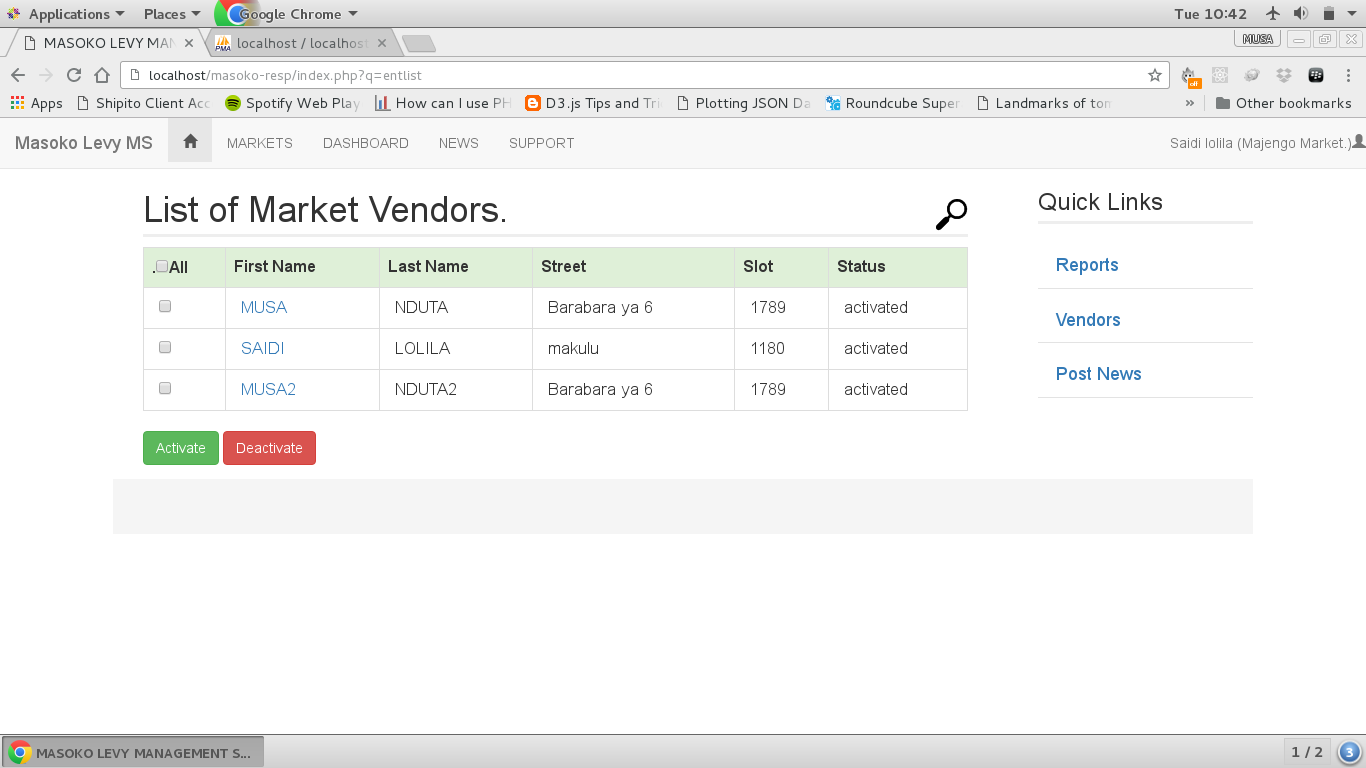 Applications Places Google Chrome Tue 10:42
MASOKO LEVY MAN localhost / localhost MUSA
localhost/masoko-resp/index.php?q=entlist off
Apps Shipito Client Acc Spotify Web Play How can I use PH D3.js Tips and Tri Plotting JSON Da Roundcube Super Landmarks of tom » Other bookmarks
Masoko Levy MS MARKETS DASHBOARD NEWS SUPPORT Saidi lolila (Majengo Market.)
List of Market Vendors.
Quick Links
.All First Name Last Name Street Slot Status
MUSA NDUTA Barabara ya 6 1789 activated
SAIDI LOLILA makulu 1180 activated
MUSA2 NDUTA2 Barabara ya 6 1789 activated
Activate Deactivate
Reports
Vendors
Post News
MASOKO LEVY MANAGEMENT S... 1 / 2 3